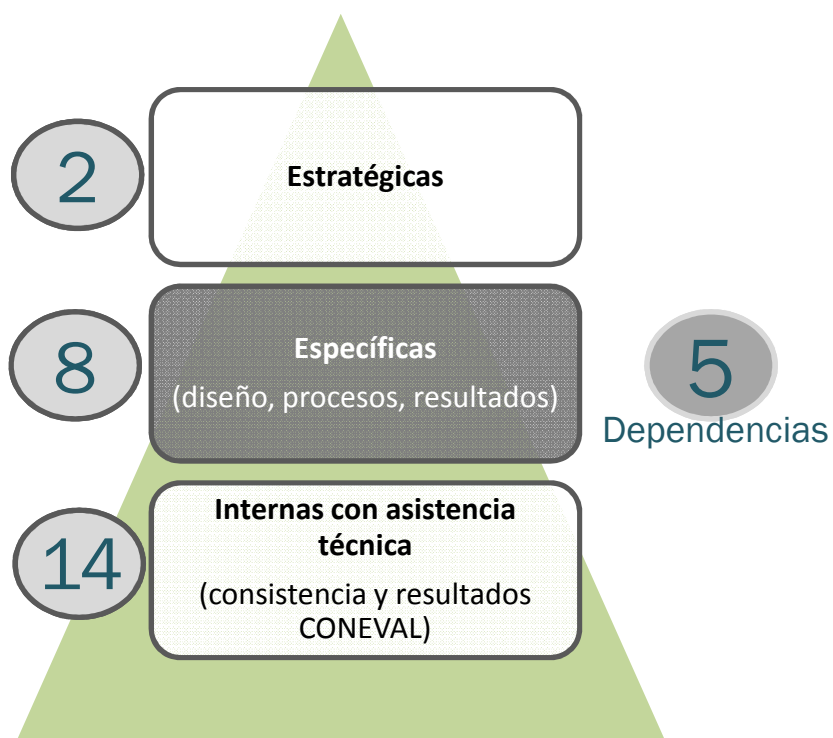 2
Estratégicas
8
Específicas
(diseño, procesos, resultados)
5
Dependencias
14
Internas con asistencia
técnica
(consistencia y resultados
CONEVAL)